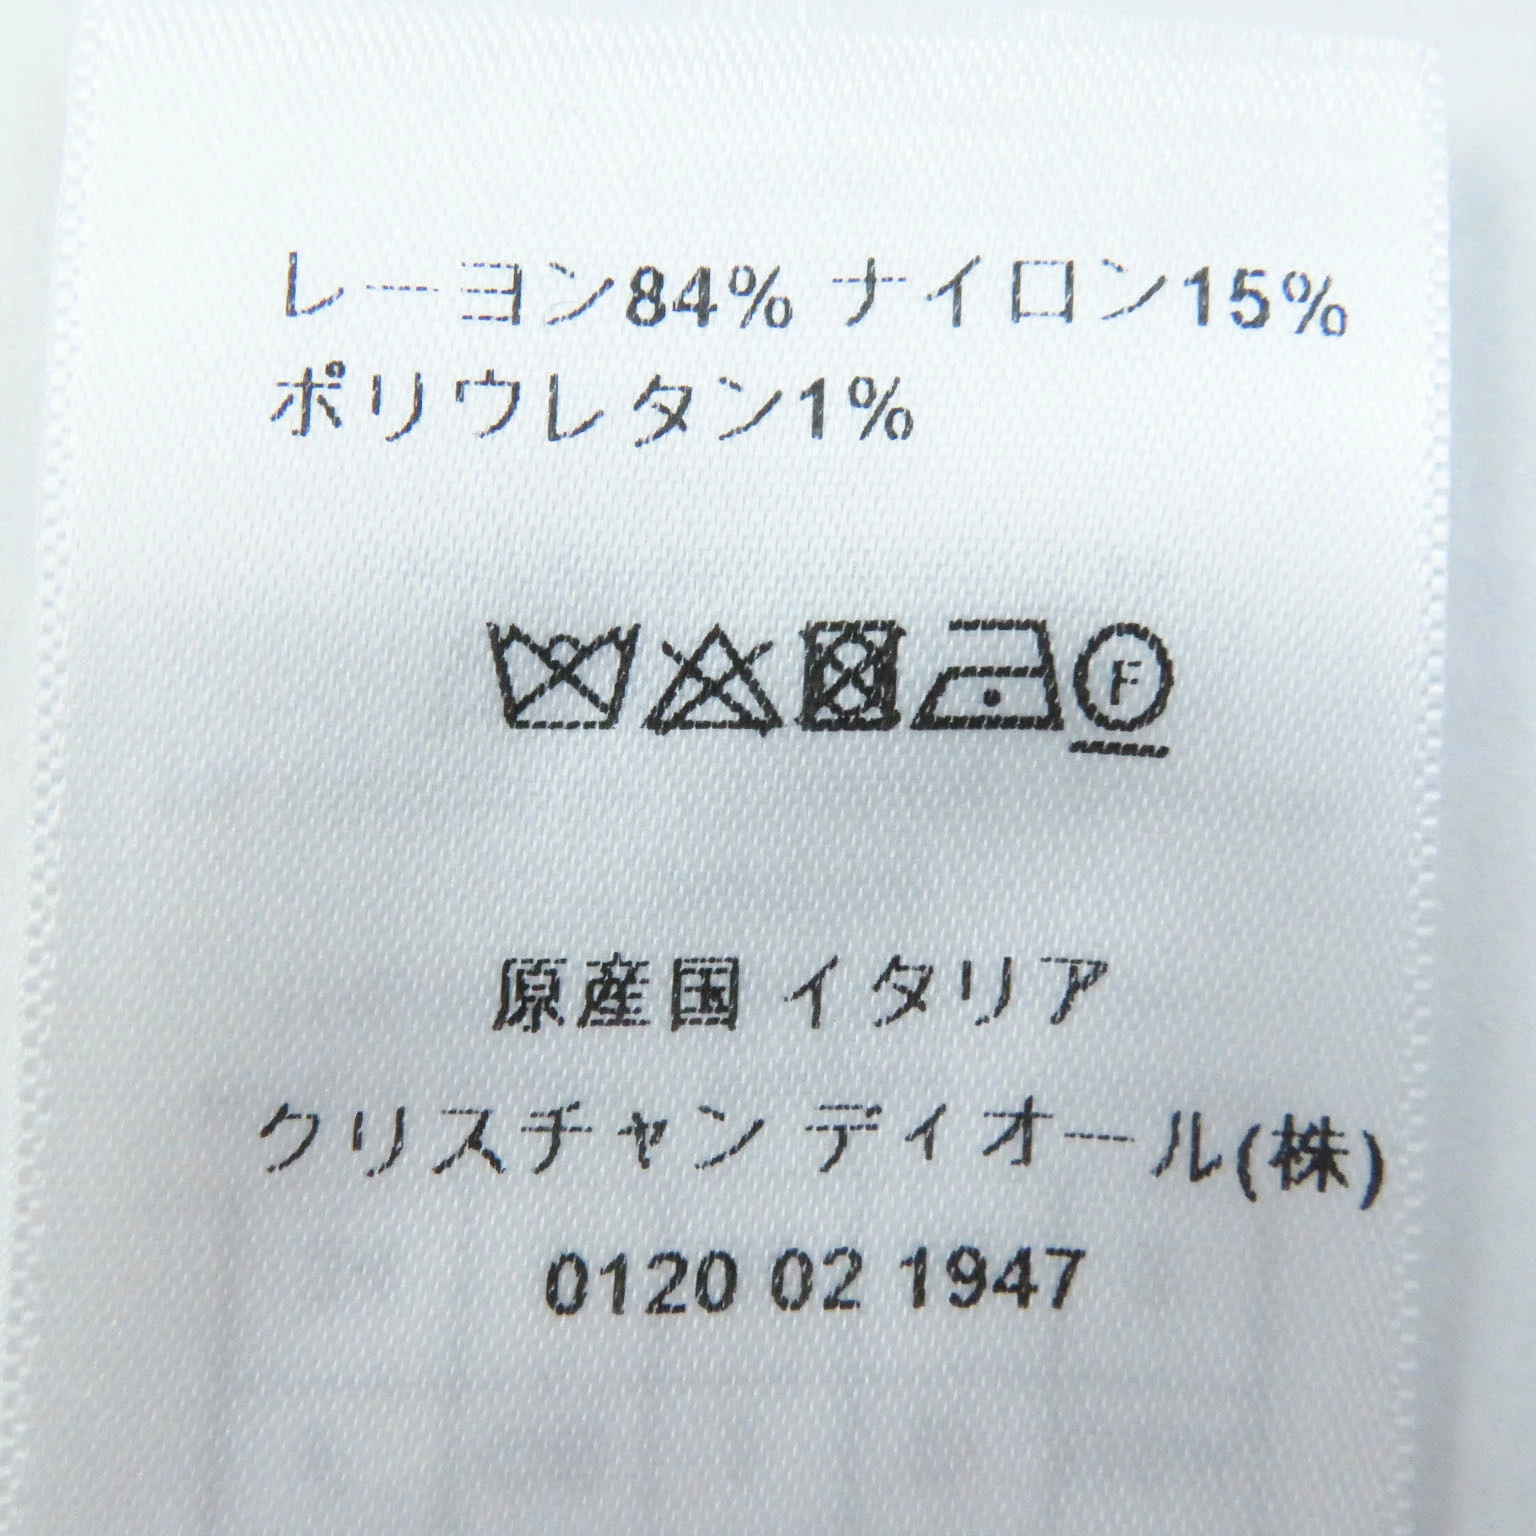 レーヨン84% ナイロン15%
ポリウレタン1%
F
原産国 イタリア
クリスチャン ディオール(株)
0120 02 1947